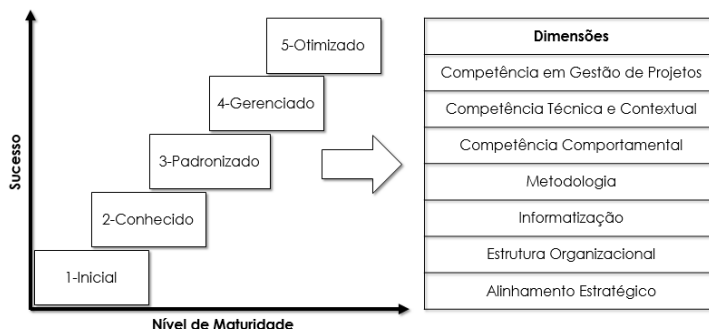 Sucesso
5-Otimizado
4-Gerenciado
3-Padronizado
2-Conhecido
1-Inicial
Nível de Maturidade
Dimensões
Competência em Gestão de Projetos
Competência Técnica e Contextual
Competência Comportamental
Metodologia
Informatização
Estrutura Organizacional
Alinhamento Estratégico